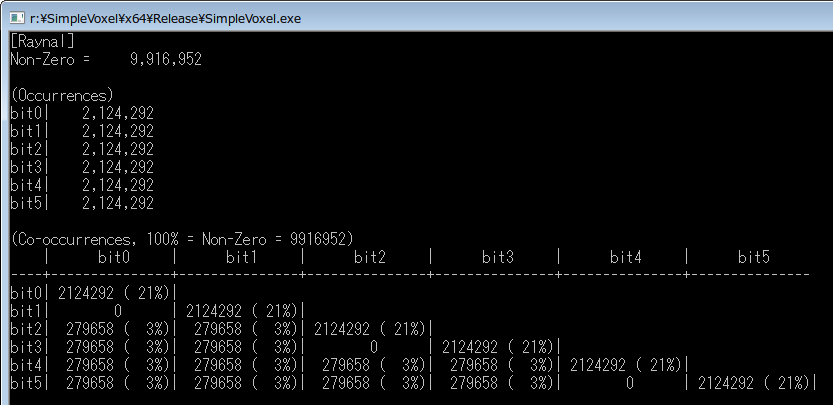 r:¥SimpleVoxel¥x64¥Release¥SimpleVoxel.exe
[Raynal]
Non-Zero =     9,916,952
(Occurrences)
bit0|    2,124,292
bit1|    2,124,292
bit2|    2,124,292
bit3|    2,124,292
bit4|    2,124,292
bit5|    2,124,292
(Co-occurrences, 100% = Non-Zero = 9916952)
    |      bit0      |      bit1      |      bit2      |      bit3      |      bit4      |      bit5
----+----------------+----------------+----------------+----------------+----------------+----------------
bit0| 2124292 ( 21%)|
bit1|       0       | 2124292 ( 21%)|
bit2|  279658 (  3%)|  279658 (  3%)| 2124292 ( 21%)|
bit3|  279658 (  3%)|  279658 (  3%)|       0       | 2124292 ( 21%)|
bit4|  279658 (  3%)|  279658 (  3%)|  279658 (  3%)|  279658 (  3%)| 2124292 ( 21%)|
bit5|  279658 (  3%)|  279658 (  3%)|  279658 (  3%)|  279658 (  3%)|       0       | 2124292 ( 21%)|